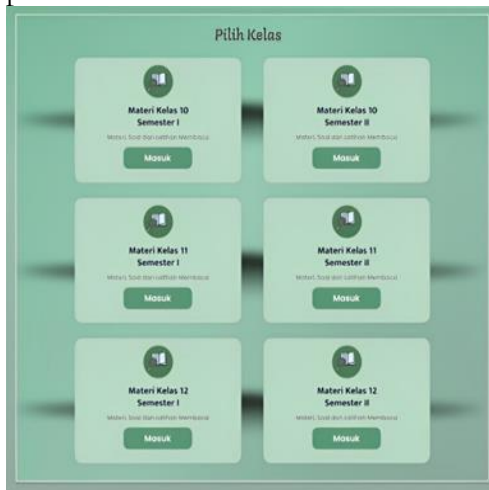 Pilih Kelas
Materi Kelas 10
Semester I
Materi, Soal dan Latihan Membaca
Masuk
Materi Kelas 10
Semester II
Materi, Soal dan Latihan Membaca
Masuk
Materi Kelas 11
Semester I
Materi, Soal dan Latihan Membaca
Masuk
Materi Kelas 11
Semester II
Materi, Soal dan Latihan Membaca
Masuk
Materi Kelas 12
Semester I
Materi, Soal dan Latihan Membaca
Masuk
Materi Kelas 12
Semester II
Materi, Soal dan Latihan Membaca
Masuk